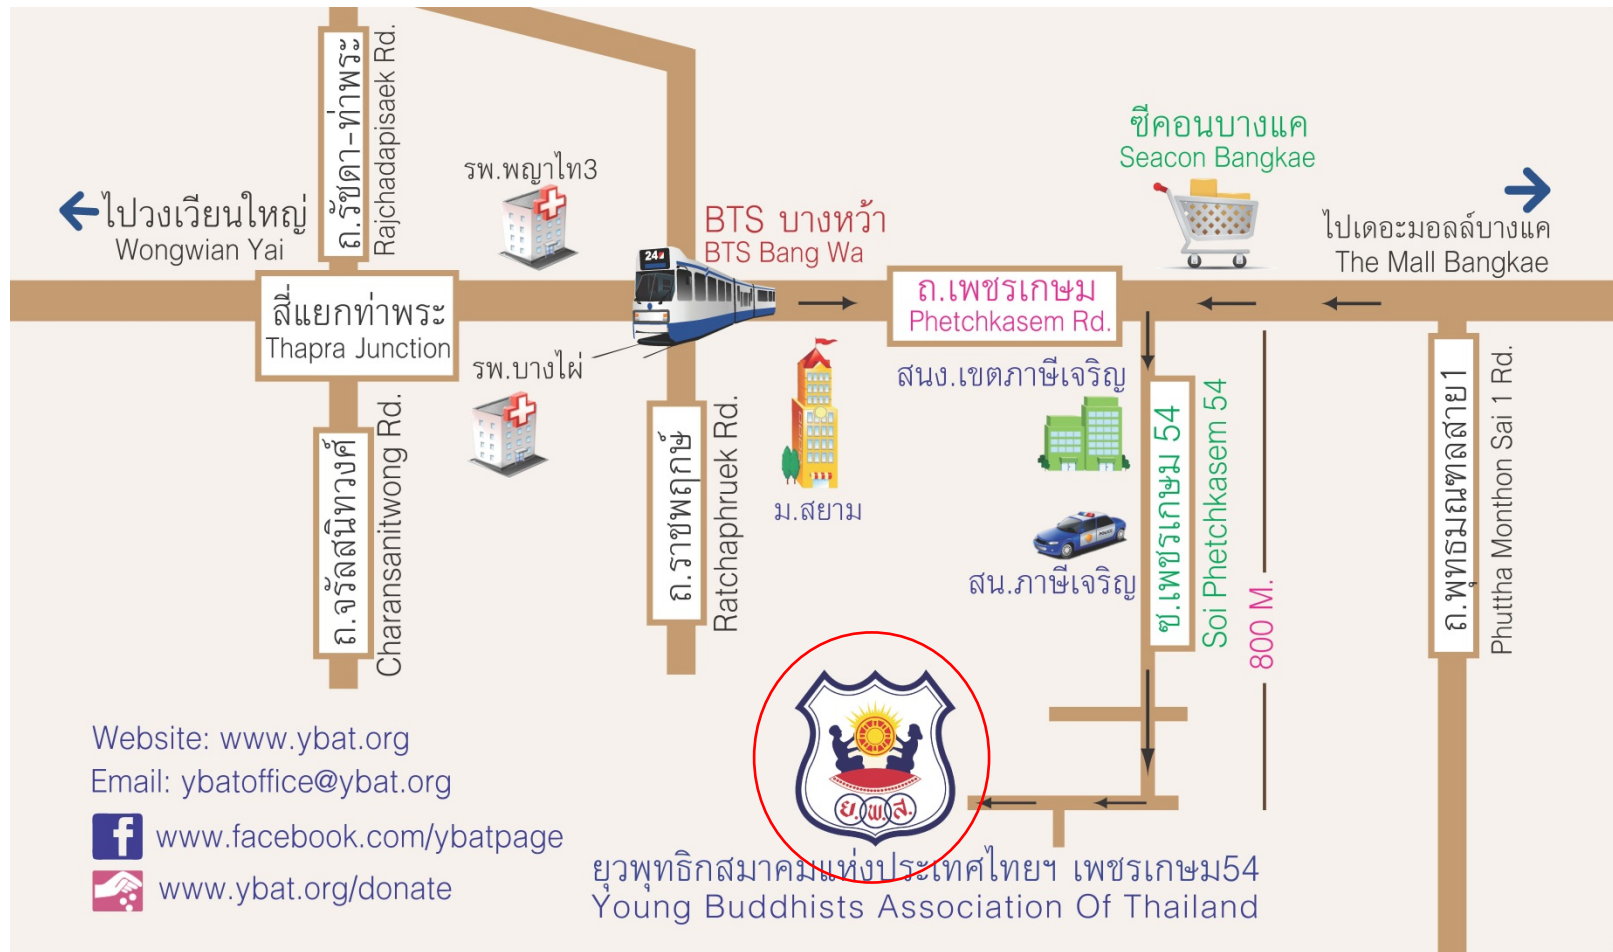 ถ.รัชดา-ท่าพระ
Rajchadapisaek Rd.
ไปวงเวียนใหญ่
Wongwian Yai
รพ.พญาไท3
24
BTS บางหว้า
BTS Bang Wa
ซีคอนบางแค
Seacon Bangkae
ไปเดอะมอลล์บางแค
The Mall Bangkae
สี่แยกท่าพระ
Thapra Junction
ถ.เพชรเกษม
Phetchkasem Rd.
รพ.บางไผ่
สนง.เขตภาษีเจริญ
ถ.จรัลสนิทวงศ์
Charansanitwong Rd.
ถ.ราชพฤกษ์
Ratchaphruek Rd.
ม.สยาม
POLICE
สน.ภาษีเจริญ
ซ.เพชรเกษม 54
Soi Phetchkasem 54
800 M.
ถ.พุทธมณฑลสาย1
Phuttha Monthon Sai 1 Rd.
Website: www.ybat.org
Email: ybatoffice@ybat.org
f www.facebook.com/ybatpage
www.ybat.org/donate
ย.พ.ส.
ยุวพุทธิกสมาคมแห่งประเทศไทยฯ เพชรเกษม54
Young Buddhists Association Of Thailand